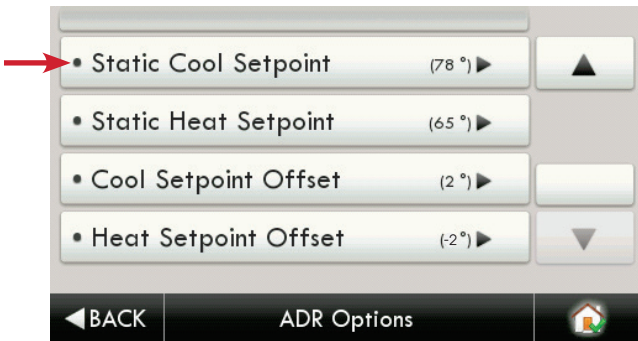 • Static Cool Setpoint (78 °)
• Static Heat Setpoint (65 °)
• Cool Setpoint Offset (2 °)
• Heat Setpoint Offset (-2°)
BACK ADR Options